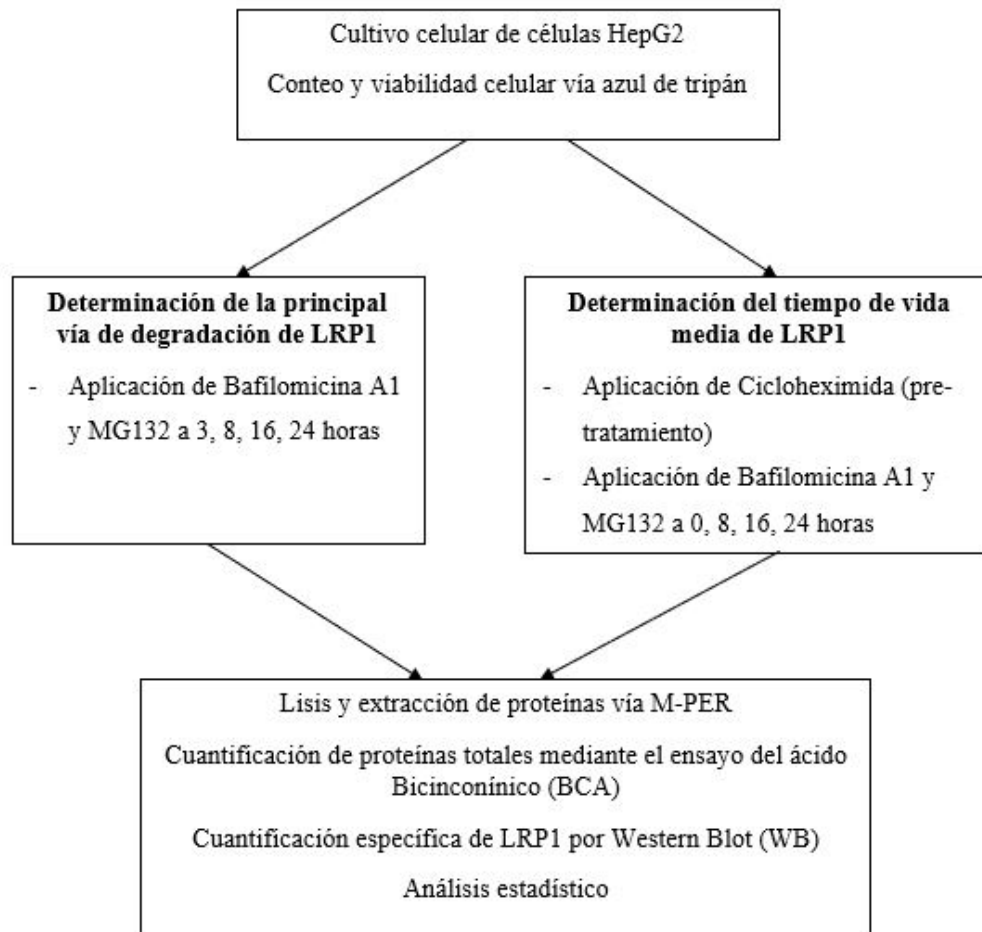 Cultivo celular de células HepG2
Conteo y viabilidad celular vía azul de tripán
Determinación de la principal
vía de degradación de LRP1
- Aplicación de Bafilomicina A1
y MG132 a 3, 8, 16, 24 horas
Determinación del tiempo de vida
media de LRP1
- Aplicación de Cicloheximida (pre-
tratamiento)
- Aplicación de Bafilomicina A1 y
MG132 a 0, 8, 16, 24 horas
Lisis y extracción de proteínas vía M-PER
Cuantificación de proteínas totales mediante el ensayo del ácido
Bicinconínico (BCA)
Cuantificación específica de LRP1 por Western Blot (WB)
Análisis estadístico